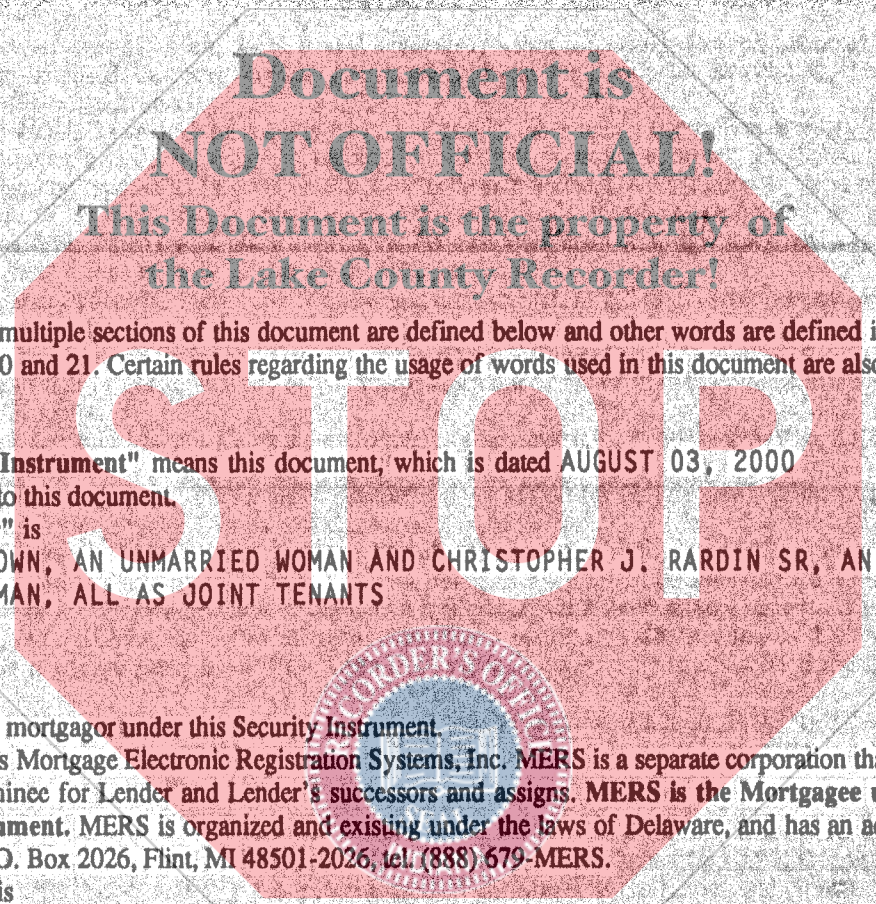 Document is
NOT OFFICIAL!
This Document is the property of
the Lake County Recorder!
multiple sections of this document are defined below and other words are defined i
0 and 21. Certain rules regarding the usage of words used in this document are also
STOP
Instrument" means this document, which is dated AUGUST 03, 2000
to this document.
" is
OWN, AN UNMARRIED WOMAN AND CHRISTOPHER J. RARDIN SR, AN
MAN, ALL AS JOINT TENANTS
RECORDER'S OFFICE
mortgagor under this Security Instrument.
s Mortgage Electronic Registration Systems, Inc. MERS is a separate corporation tha
ninee for Lender and Lender's successors and assigns. MERS is the Mortgagee u
ument. MERS is organized and existing under the laws of Delaware, and has an ad
O. Box 2026, Flint, MI 48501-2026, tel. (888) 679-MERS.
is